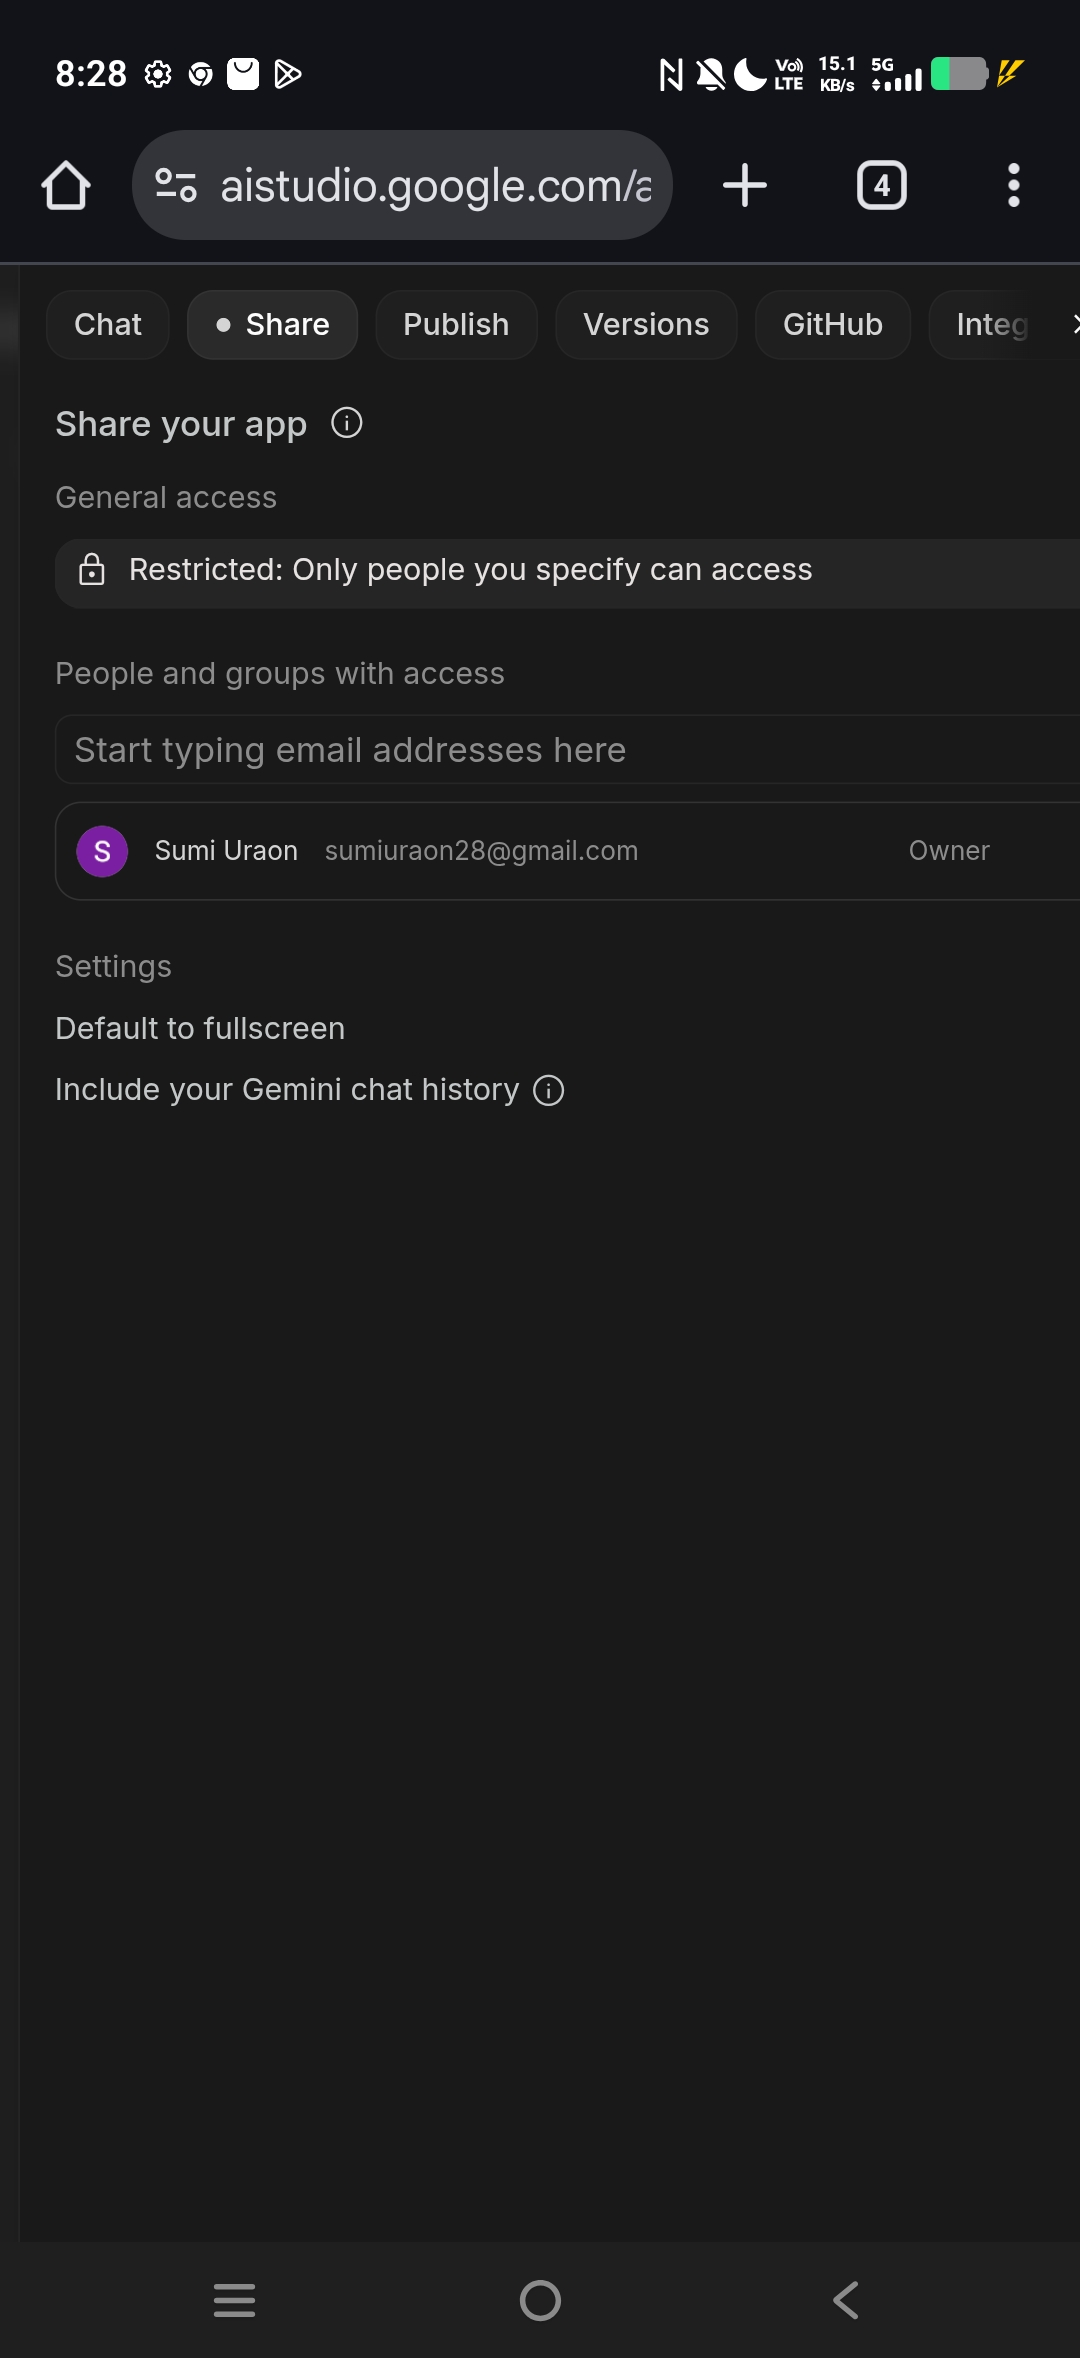 8:28
Vo) LTE
15.1 KB/s
5G
aistudio.google.com/a
4
Chat
Share
Publish
Versions
GitHub
Integ
Share your app
General access
Restricted: Only people you specify can access
People and groups with access
Start typing email addresses here
S
Sumi Uraon sumiuraon28@gmail.com Owner
Settings
Default to fullscreen
Include your Gemini chat history